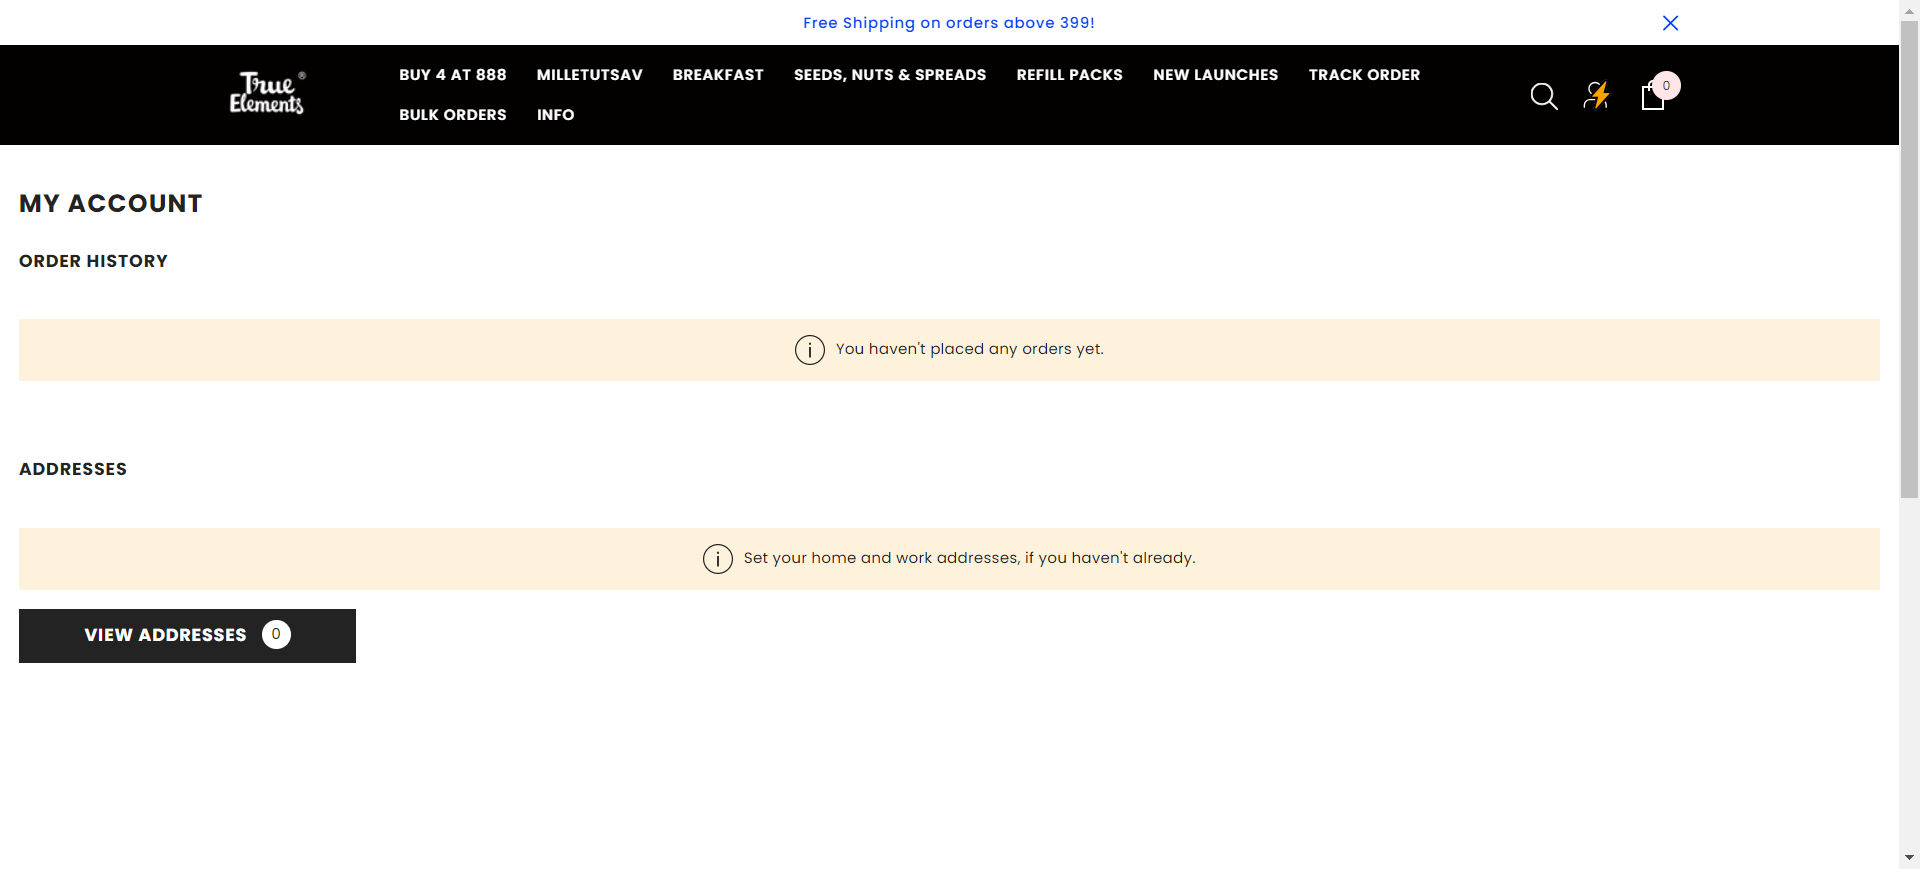 Free Shipping on orders above 399!
True Elements ®
BUY 4 AT 888 MILLETUTSAV BREAKFAST SEEDS, NUTS & SPREADS REFILL PACKS NEW LAUNCHES TRACK ORDER
BULK ORDERS INFO
0
MY ACCOUNT
ORDER HISTORY
You haven't placed any orders yet.
ADDRESSES
Set your home and work addresses, if you haven't already.
VIEW ADDRESSES 0